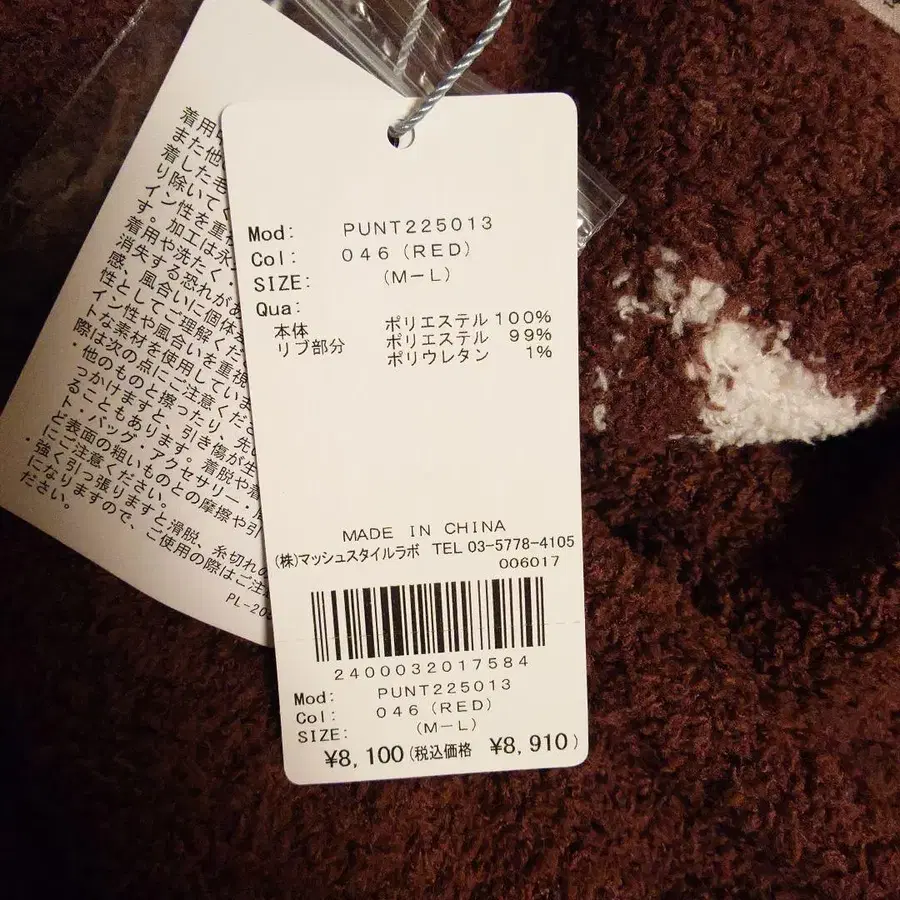 Mod: PUNT225013
Col: 046(RED)
SIZE: (M-L)
Qua:
本体 ポリエステル100%
リブ部分 ポリエステル 99%
ポリウレタン 1%
MADE IN CHINA
(株)マッシュスタイルラボ TEL 03-5778-4105
006017
2400032017584
Mod: PUNT225013
Col: 046(RED)
SIZE: (M-L)
¥8,100(税込価格 ¥8,910)
着用
また他
着した毛
り除いて
イン性を重
す。加工は永
着用や洗たく・
消失する恐れがあ
感、風合いに個体
性としてご理解くだ
イン性や風合いを重視
トな素材を使用していま
際は次の点にご注意くださ
・他のものと擦ったり、先
っかけますと、引き傷が生
ることもあります。着脱や着
ト・バッグ・アクセサリー・
ど表面の粗いものとの摩擦や引
にご注意ください。
・強く引っ張りますと滑脱、糸切れの
になりますので、ご使用の際はご注
ださい。
PL-20